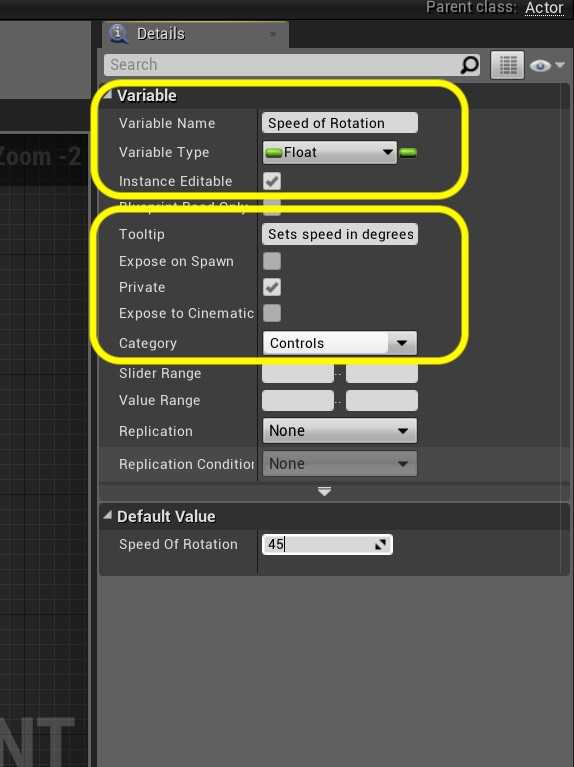 Parent class: Actor
Details
Search
Zoom -2
Variable
Variable Name Speed of Rotation
Variable Type Float
Instance Editable
Blueprint Read Only
Tooltip Sets speed in degrees
Expose on Spawn
Private
Expose to Cinematic
Category Controls
Slider Range ..
Value Range ..
Replication None
Replication Condition None
Default Value
Speed Of Rotation 45
NT